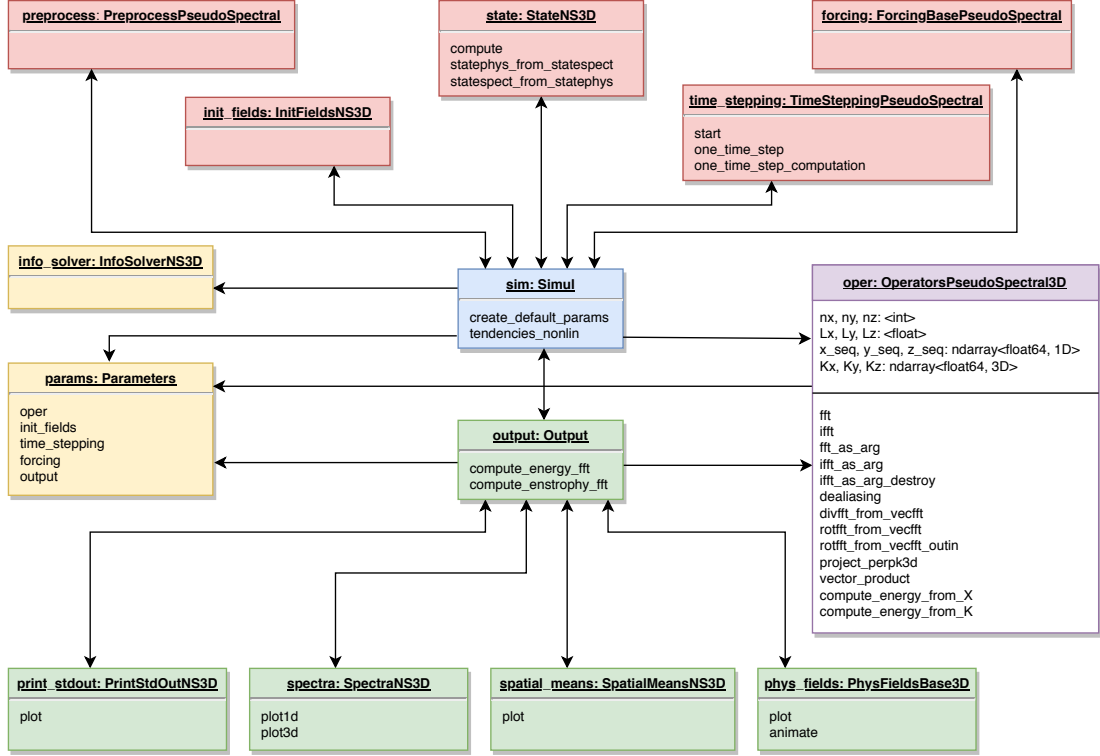 preprocess: PreprocessPseudoSpectral
state: StateNS3D
compute
statephys_from_statespect
statespect_from_statephys
forcing: ForcingBasePseudoSpectral
init_fields: InitFieldsNS3D
time_stepping: TimeSteppingPseudoSpectral
start
one_time_step
one_time_step_computation
info_solver: InfoSolverNS3D
sim: Simul
create_default_params
tendencies_nonlin
oper: OperatorsPseudoSpectral3D
nx, ny, nz: <int>
Lx, Ly, Lz: <float>
x_seq, y_seq, z_seq: ndarray<float64, 1D>
Kx, Ky, Kz: ndarray<float64, 3D>
fft
ifft
fft_as_arg
ifft_as_arg
ifft_as_arg_destroy
dealiasing
divfft_from_vecfft
rotfft_from_vecfft
rotfft_from_vecfft_outin
project_perpk3d
vector_product
compute_energy_from_X
compute_energy_from_K
params: Parameters
oper
init_fields
time_stepping
forcing
output
output: Output
compute_energy_fft
compute_enstrophy_fft
print_stdout: PrintStdOutNS3D
plot
spectra: SpectraNS3D
plot1d
plot3d
spatial_means: SpatialMeansNS3D
plot
phys_fields: PhysFieldsBase3D
plot
animate